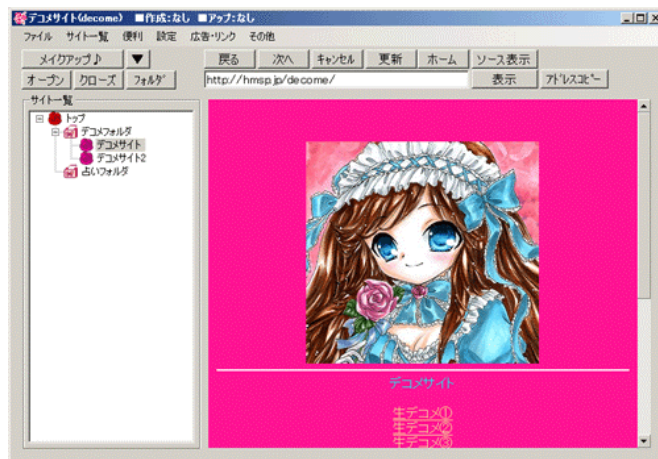 デコメサイト(decome) ■作成:なし ■アップ:なし
ファイル サイト一覧 便利 設定 広告・リンク その他
メイクアップ♪ ▼ 戻る 次へ キャンセル 更新 ホーム ソース表示
オープン クローズ フォルダ http://hmsp.jp/decome/ 表示 アドレスコピー
サイト一覧
トップ
デコメフォルダ
デコメサイト
デコメサイト2
占いフォルダ
デコメサイト
生デコメ①
生デコメ②
生デコメ③